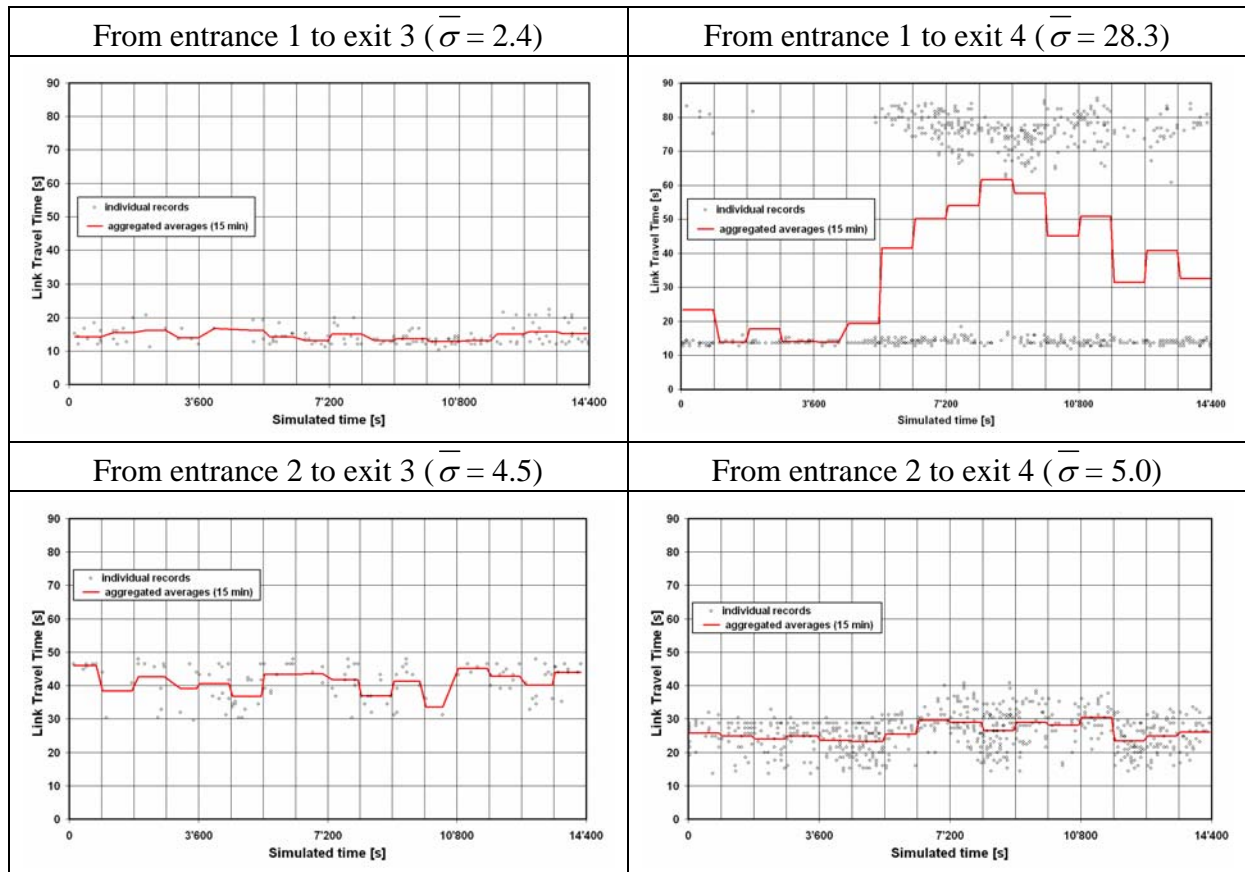 From entrance 1 to exit 3 ( σ̅ = 2.4)
Link Travel Time [s]
90
80
70
60
50
40
30
20
10
0
individual records
aggregated averages (15 min)
0 3'600 7'200 10'800 14'400
Simulated time [s]
From entrance 1 to exit 4 ( σ̅ = 28.3)
Link Travel Time [s]
90
80
70
60
50
40
30
20
10
0
individual records
aggregated averages (15 min)
0 3'600 7'200 10'800 14'400
Simulated time [s]
From entrance 2 to exit 3 ( σ̅ = 4.5)
Link Travel Time [s]
90
80
70
60
50
40
30
20
10
0
individual records
aggregated averages (15 min)
0 3'600 7'200 10'800 14'400
Simulated time [s]
From entrance 2 to exit 4 ( σ̅ = 5.0)
Link Travel Time [s]
90
80
70
60
50
40
30
20
10
0
individual records
aggregated averages (15 min)
0 3'600 7'200 10'800 14'400
Simulated time [s]